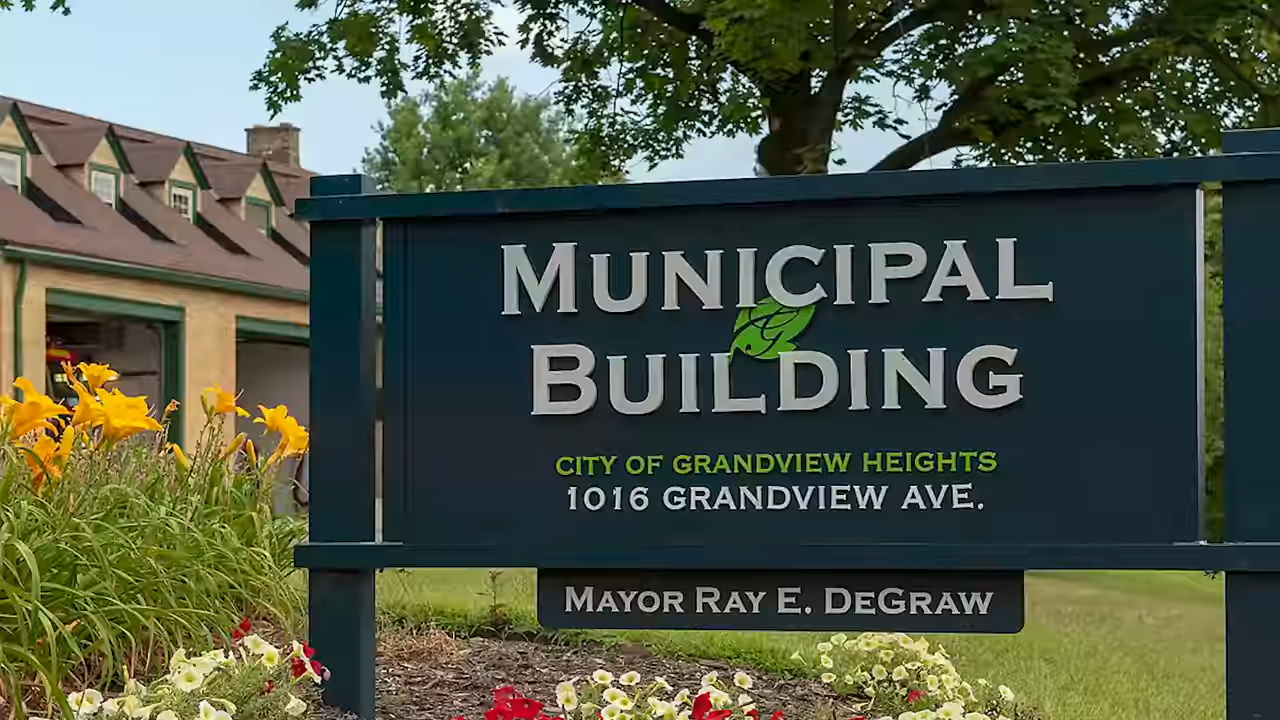 MUNICIPAL
BUILDING
CITY OF GRANDVIEW HEIGHTS
1016 GRANDVIEW AVE.
MAYOR RAY E. DEGRAW